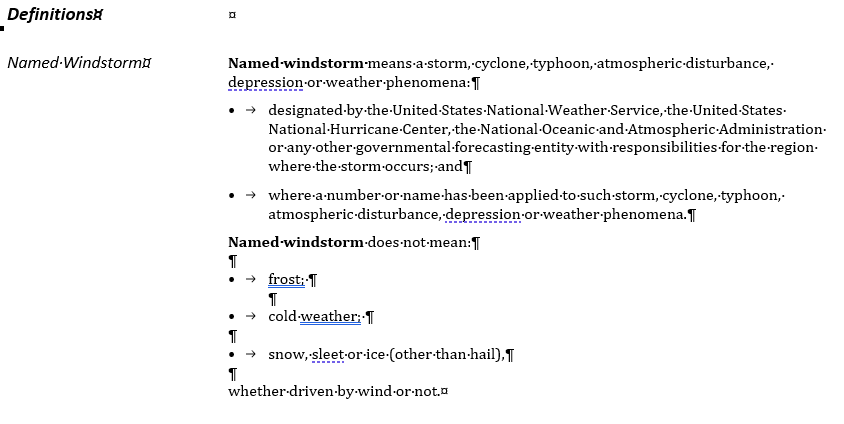 Definitions¤ ¤
Named·Windstorm¤ Named·windstorm·means·a·storm,·cyclone,·typhoon,·atmospheric·disturbance,·
depression·or·weather·phenomena:¶
• → designated·by·the·United·States·National·Weather·Service,·the·United·States·
National·Hurricane·Center,·the·National·Oceanic·and·Atmospheric·Administration·
or·any·other·governmental·forecasting·entity·with·responsibilities·for·the·region·
where·the·storm·occurs;·and¶
• → where·a·number·or·name·has·been·applied·to·such·storm,·cyclone,·typhoon,·
atmospheric·disturbance,·depression·or·weather·phenomena.¶
Named·windstorm·does·not·mean:¶
¶
• → frost;·¶
¶
• → cold·weather;·¶
¶
• → snow,·sleet·or·ice·(other·than·hail),¶
¶
whether·driven·by·wind·or·not.¤